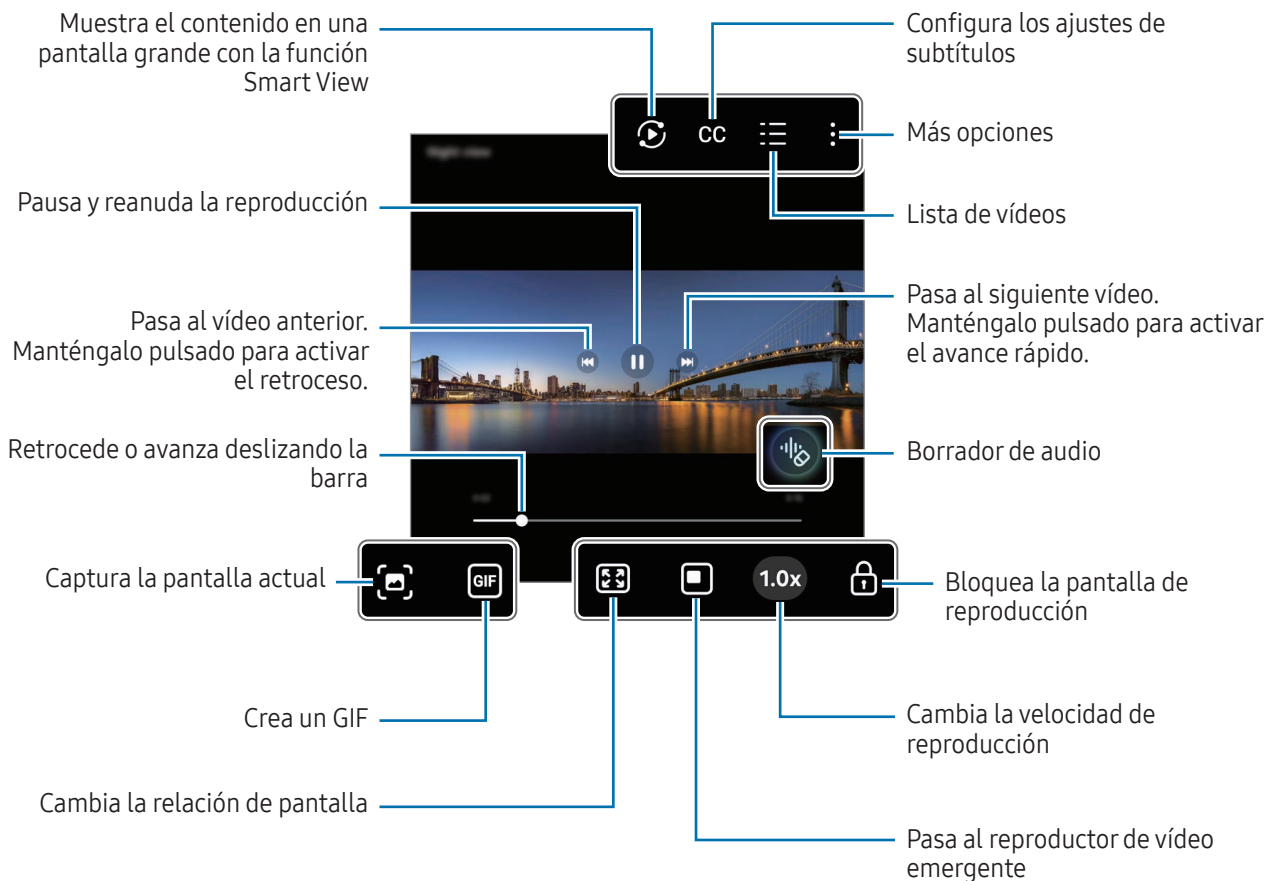 Muestra el contenido en una
pantalla grande con la función
Smart View
Configura los ajustes de
subtítulos
CC
Más opciones
Pausa y reanuda la reproducción
Lista de vídeos
Pasa al vídeo anterior.
Manténgalo pulsado para activar
el retroceso.
Pasa al siguiente vídeo.
Manténgalo pulsado para activar
el avance rápido.
Retrocede o avanza deslizando la
barra
Borrador de audio
Captura la pantalla actual
GIF
1.0x
Bloquea la pantalla de
reproducción
Crea un GIF
Cambia la velocidad de
reproducción
Cambia la relación de pantalla
Pasa al reproductor de vídeo
emergente